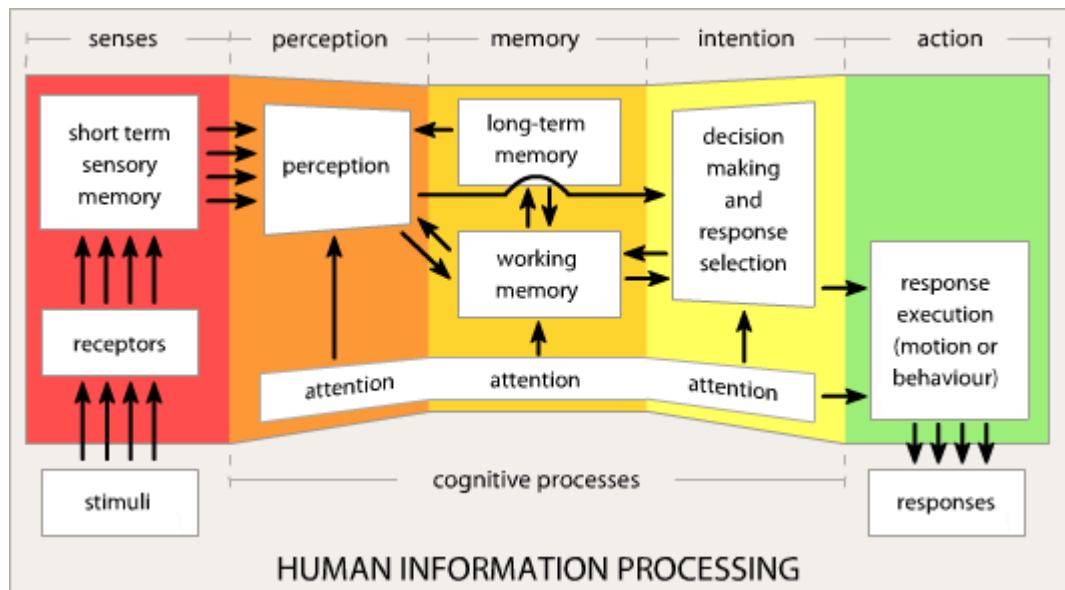 senses
perception
memory
intention
action
short term
sensory
memory
receptors
stimuli
perception
long-term
memory
working
memory
decision
making
and
response
selection
response
execution
(motion or
behaviour)
attention
attention
attention
cognitive processes
responses
HUMAN INFORMATION PROCESSING